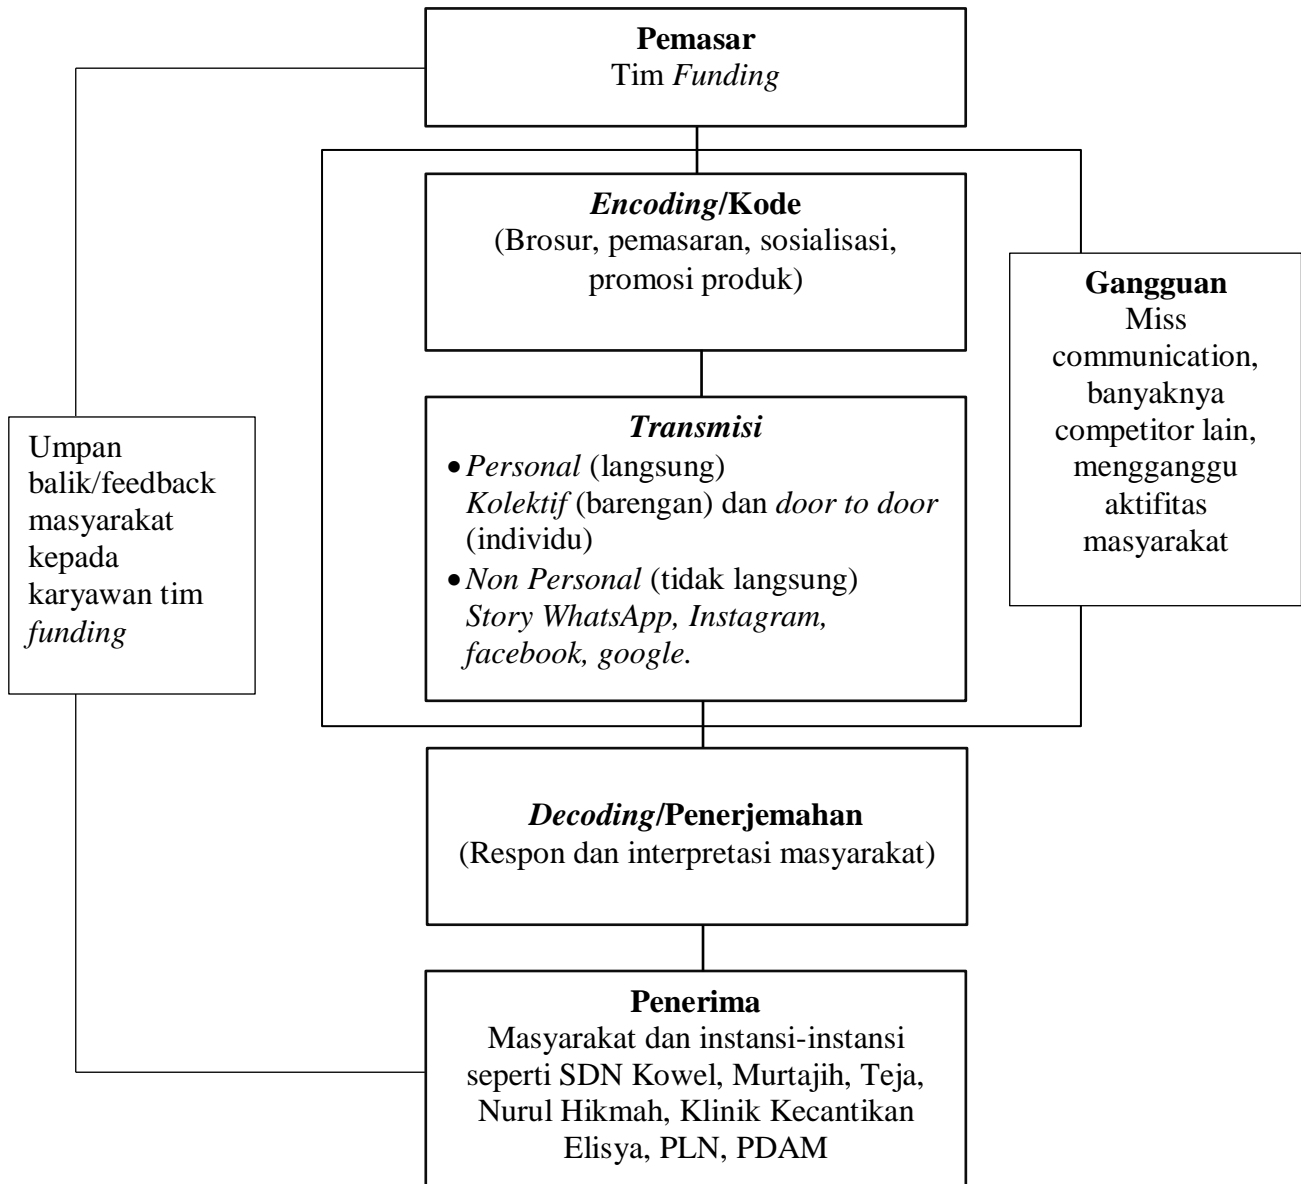 Pemasar
Tim Funding
Encoding/Kode
(Brosur, pemasaran, sosialisasi,
promosi produk)
Gangguan
Miss
communication,
banyaknya
competitor lain,
mengganggu
aktifitas
masyarakat
Transmisi
• Personal (langsung)
Kolektif (barengan) dan door to door
(individu)
• Non Personal (tidak langsung)
Story WhatsApp, Instagram,
facebook, google.
Umpan
balik/feedback
masyarakat
kepada
karyawan tim
funding
Decoding/Penerjemahan
(Respon dan interpretasi masyarakat)
Penerima
Masyarakat dan instansi-instansi
seperti SDN Kowel, Murtajih, Teja,
Nurul Hikmah, Klinik Kecantikan
Elisya, PLN, PDAM